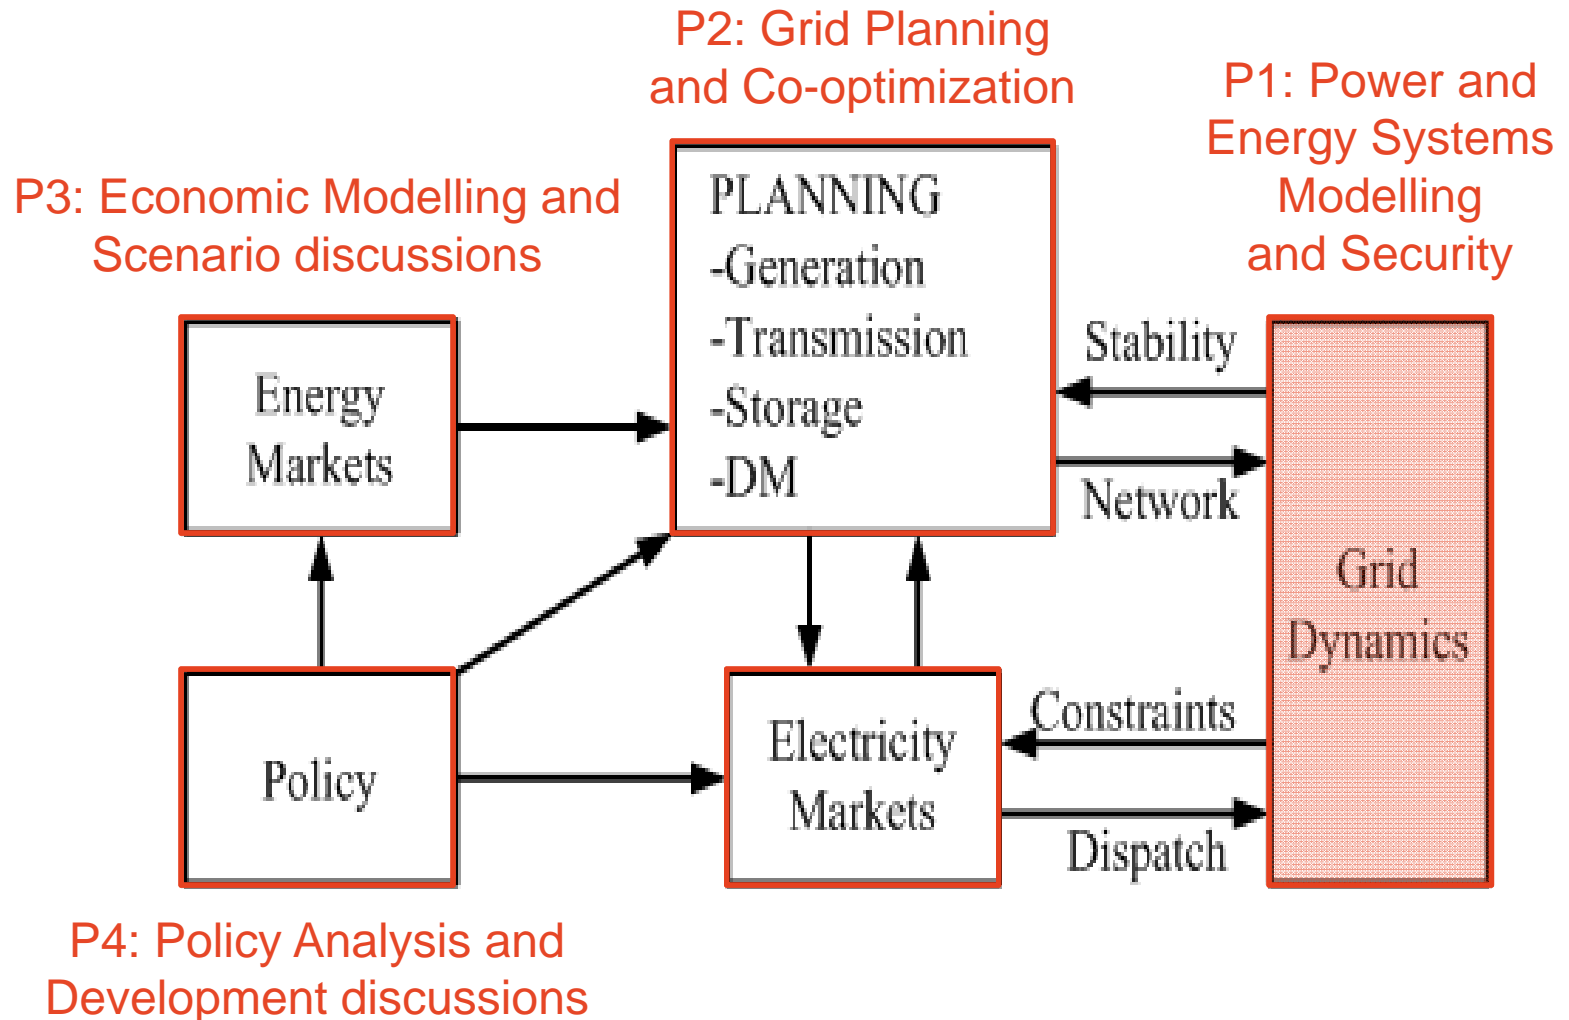 P2: Grid Planning
and Co-optimization
P1: Power and
Energy Systems
Modelling
and Security
P3: Economic Modelling and
Scenario discussions
PLANNING
-Generation
-Transmission
-Storage
-DM
Energy
Markets
Stability
Network
Grid
Dynamics
Policy
Electricity
Markets
Constraints
Dispatch
P4: Policy Analysis and
Development discussions